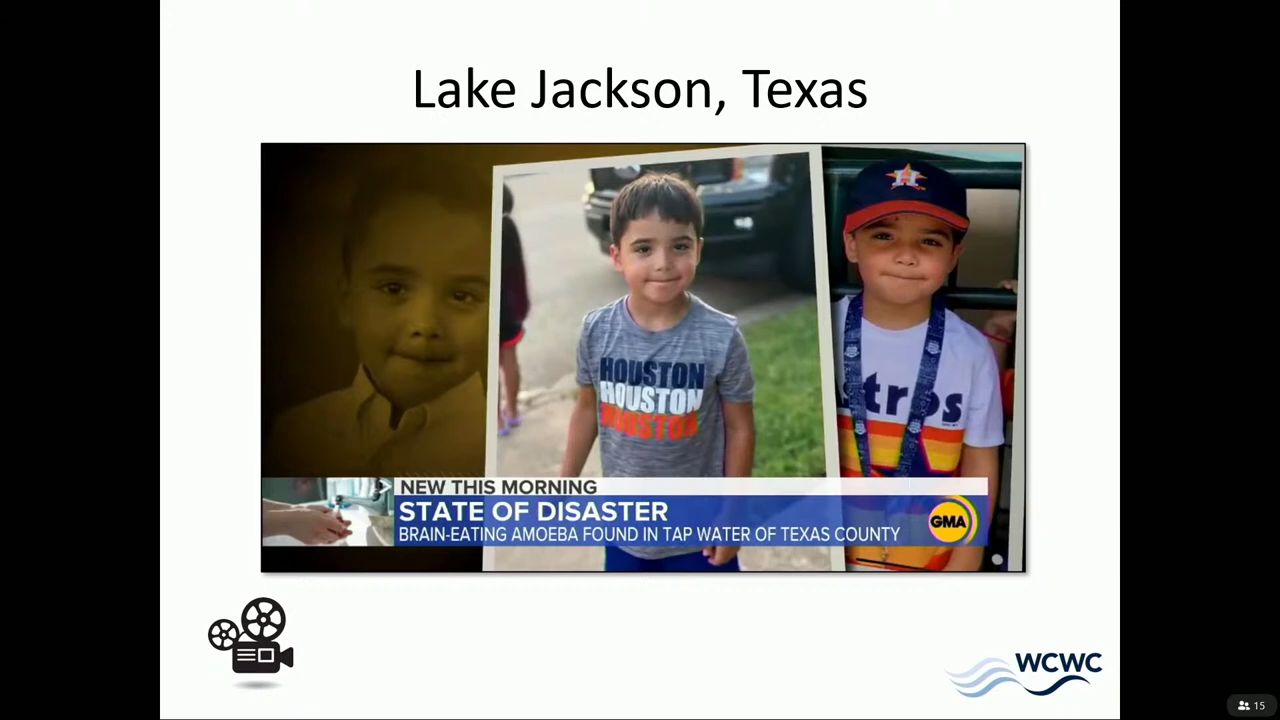 Lake Jackson, Texas
H
HOUSTON
HOUSTON
HOUSTON
stros
NEW THIS MORNING
STATE OF DISASTER
BRAIN-EATING AMOEBA FOUND IN TAP WATER OF TEXAS COUNTY
GMA
WCWC
15